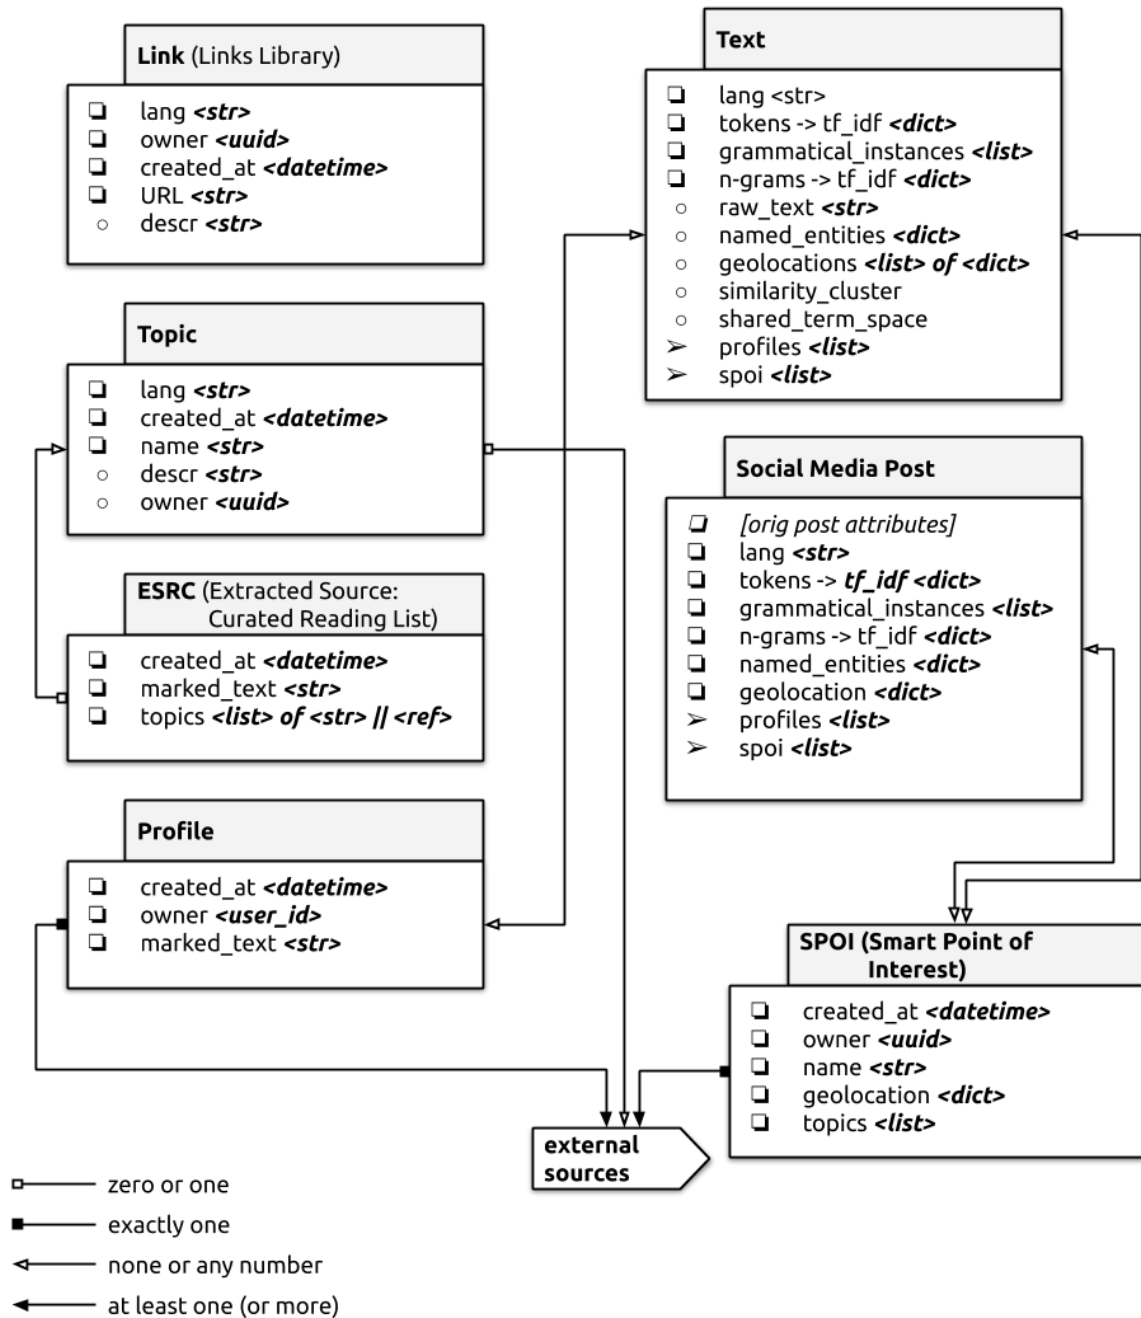 Link (Links Library)
lang <str>
owner <uuid>
created_at <datetime>
URL <str>
descr <str>
Topic
lang <str>
created_at <datetime>
name <str>
descr <str>
owner <uuid>
ESRC (Extracted Source:
Curated Reading List)
created_at <datetime>
marked_text <str>
topics <list> of <str> || <ref>
Profile
created_at <datetime>
owner <user_id>
marked_text <str>
Text
lang <str>
tokens -> tf_idf <dict>
grammatical_instances <list>
n-grams -> tf_idf <dict>
raw_text <str>
named_entities <dict>
geolocations <list> of <dict>
similarity_cluster
shared_term_space
profiles <list>
spoi <list>
Social Media Post
[orig post attributes]
lang <str>
tokens -> tf_idf <dict>
grammatical_instances <list>
n-grams -> tf_idf <dict>
named_entities <dict>
geolocation <dict>
profiles <list>
spoi <list>
SPOI (Smart Point of
Interest)
created_at <datetime>
owner <uuid>
name <str>
geolocation <dict>
topics <list>
external
sources
zero or one
exactly one
none or any number
at least one (or more)